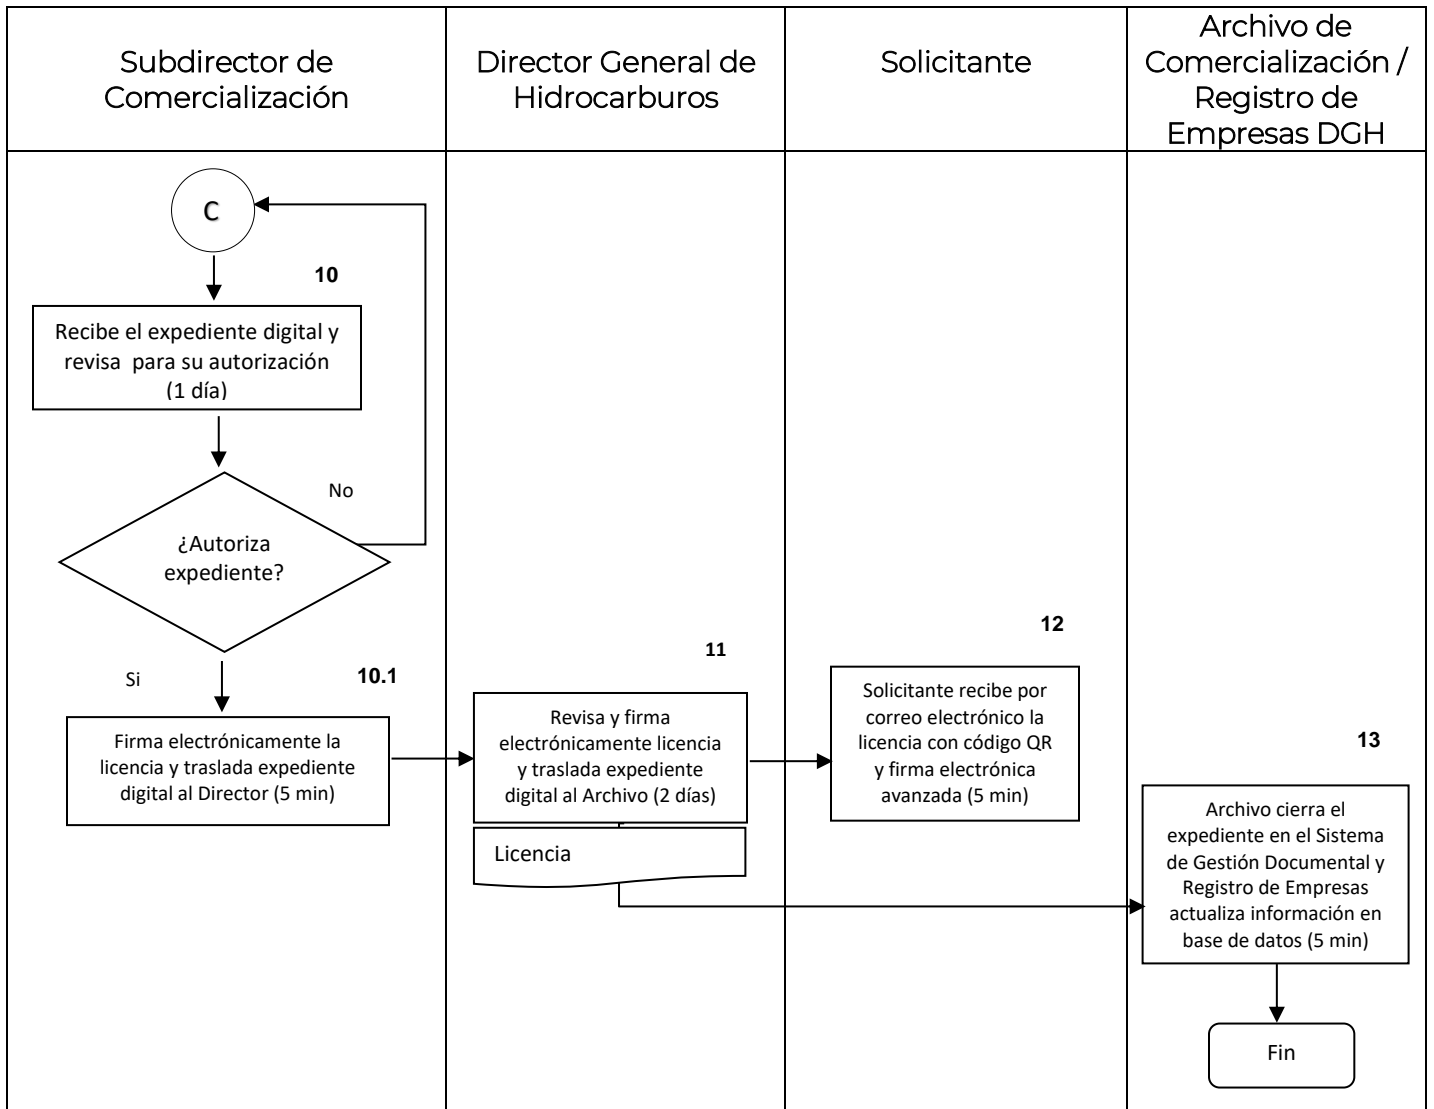 Subdirector de
Comercialización
Director General de
Hidrocarburos
Solicitante
Archivo de
Comercialización /
Registro de
Empresas DGH
C
10
Recibe el expediente digital y
revisa para su autorización
(1 día)
No
¿Autoriza
expediente?
Si
10.1
Firma electrónicamente la
licencia y traslada expediente
digital al Director (5 min)
11
Revisa y firma
electrónicamente licencia
y traslada expediente
digital al Archivo (2 días)
Licencia
12
Solicitante recibe por
correo electrónico la
licencia con código QR
y firma electrónica
avanzada (5 min)
13
Archivo cierra el
expediente en el Sistema
de Gestión Documental y
Registro de Empresas
actualiza información en
base de datos (5 min)
Fin